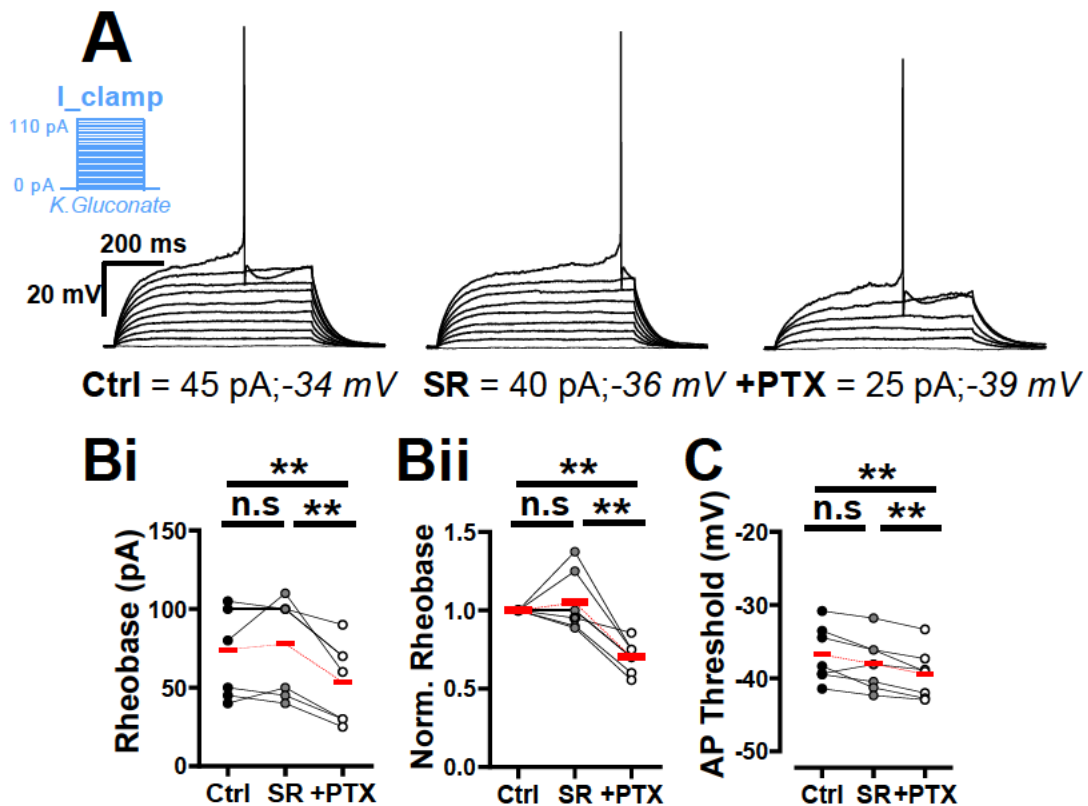 A
I_clamp
110 pA
0 pA
K.Gluconate
200 ms
20 mV
Ctrl = 45 pA;-34 mV SR = 40 pA;-36 mV +PTX = 25 pA;-39 mV
Bi
**
n.s **
Rheobase (pA)
150
100
50
0
Ctrl SR +PTX
Bii
**
n.s **
Norm. Rheobase
1.5
1.0
0.5
0.0
Ctrl SR +PTX
C
**
n.s **
AP Threshold (mV)
-20
-30
-40
-50
Ctrl SR +PTX